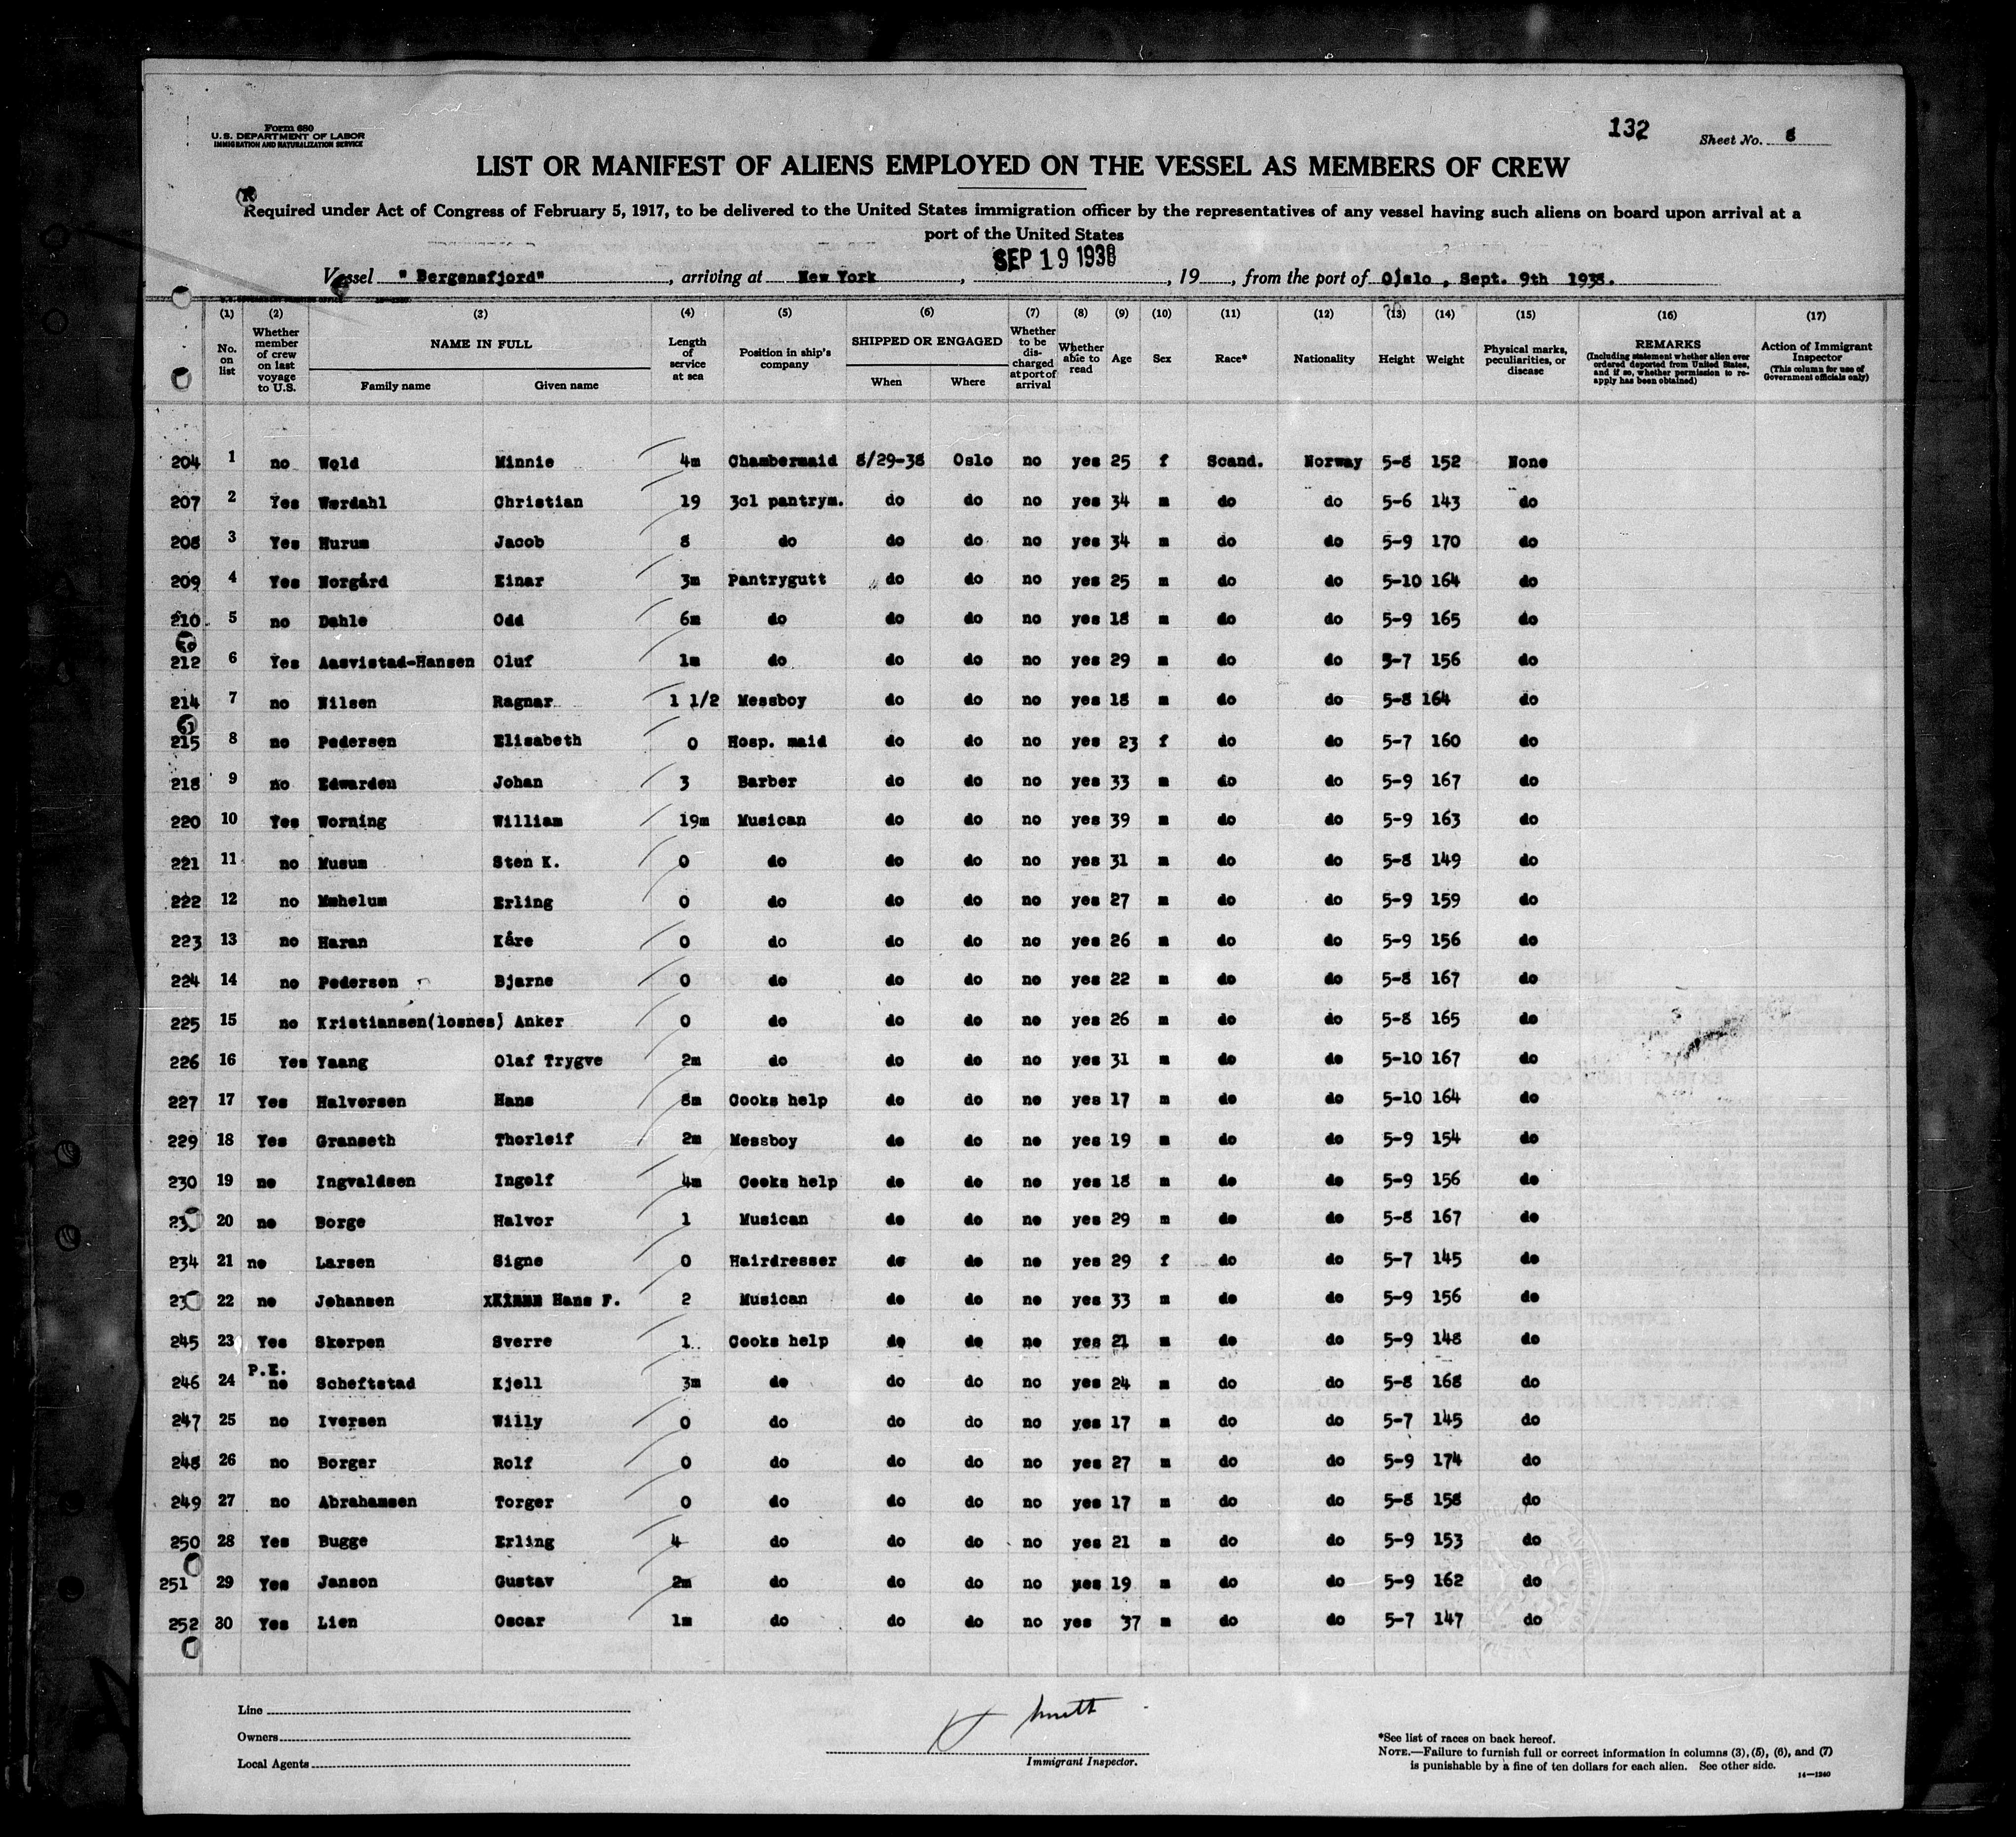 Form 680
U. S. DEPARTMENT OF LABOR
IMMIGRATION AND NATURALIZATION SERVICE
132
Sheet No. 8
LIST OR MANIFEST OF ALIENS EMPLOYED ON THE VESSEL AS MEMBERS OF CREW
Required under Act of Congress of February 5, 1917, to be delivered to the United States immigration officer by the representatives of any vessel having such aliens on board upon arrival at a
port of the United States
SEP 19 1938
Vessel "Bergensfjord", arriving at New York, , 19 , from the port of Ojslo, Sept. 9th 1938.
(1) (2) (3) (4) (5) (6) (7) (8) (9) (10) (11) (12) (13) (14) (15) (16) (17)
No. on list
Whether member of crew on last voyage to U.S.
NAME IN FULL
Family name Given name
Length of service at sea
Position in ship's company
SHIPPED OR ENGAGED
When Where
Whether to be discharged at port of arrival
Whether able to read
Age
Sex
Race*
Nationality
Height
Weight
Physical marks, peculiarities, or disease
REMARKS
(Including statement whether alien ever ordered deported from United States, and if so, whether permission to re-apply has been obtained)
Action of Immigrant Inspector
(This column for use of Government officials only)
204 1 no Wold Minnie 4m Chambermaid 8/29-38 Oslo no yes 25 f Scand. Norway 5-8 152 None
207 2 Yes Werdahl Christian 19 3cl pantrym. do do no yes 34 m do do 5-6 143 do
208 3 Yes Hurum Jacob 8 do do do no yes 34 m do do 5-9 170 do
209 4 Yes Norgård Einar 3m Pantrygutt do do no yes 25 m do do 5-10 164 do
210 5 no Dahle Odd 6m do do do no yes 18 m do do 5-9 165 do
212 6 Yes Aasvistad-Hansen Oluf 1m do do do no yes 29 m do do 5-7 156 do
214 7 no Nilsen Ragnar 1 1/2 Messboy do do no yes 18 m do do 5-8 164 do
215 8 no Pedersen Elisabeth 0 Hosp. maid do do no yes 23 f do do 5-7 160 do
218 9 no Edwarden Johan 3 Barber do do no yes 33 m do do 5-9 167 do
220 10 Yes Worning William 19m Musican do do no yes 39 m do do 5-9 163 do
221 11 no Musum Sten K. 0 do do do no yes 31 m do do 5-8 149 do
222 12 no Mæhelum Erling 0 do do do no yes 27 m do do 5-9 159 do
223 13 no Haran Kåre 0 do do do no yes 26 m do do 5-9 156 do
224 14 no Pedersen Bjarne 0 do do do no yes 22 m do do 5-8 167 do
225 15 no Kristiansen(losnes) Anker 0 do do do no yes 26 m do do 5-8 165 do
226 16 Yes Yaang Olaf Trygve 2m do do do no yes 31 m do do 5-10 167 do
227 17 Yes Halversen Hans 8m Cooks help do do no yes 17 m do do 5-10 164 do
229 18 Yes Granseth Thorleif 2m Messboy do do no yes 19 m do do 5-9 154 do
230 19 no Ingvaldsen Ingolf 4m Cooks help do do no yes 18 m do do 5-9 156 do
20 no Borge Halvor 1 Musican do do no yes 29 m do do 5-8 167 do
234 21 no Larsen Signe 0 Hairdresser do do no yes 29 f do do 5-7 145 do
22 no Johansen Hans F. 2 Musican do do no yes 33 m do do 5-9 156 do
245 23 Yes Skerpen Sverre 1 Cooks help do do no yes 21 m do do 5-9 148 do
246 24 P.E. no Scheftstad Kjell 3m do do do no yes 24 m do do 5-8 168 do
247 25 no Iversen Willy 0 do do do no yes 17 m do do 5-7 145 do
248 26 no Borger Rolf 0 do do do no yes 27 m do do 5-9 174 do
249 27 no Abrahamsen Torger 0 do do do no yes 17 m do do 5-8 158 do
250 28 Yes Bugge Erling 4 do do do no yes 21 m do do 5-9 153 do
251 29 Yes Janson Gustav 2m do do do no yes 19 m do do 5-9 162 do
252 30 Yes Lien Oscar 1m do do do no yes 37 m do do 5-7 147 do
Line
Owners
Local Agents
Smith
Immigrant Inspector.
*See list of races on back hereof.
NOTE.—Failure to furnish full or correct information in columns (3), (5), (6), and (7)
is punishable by a fine of ten dollars for each alien. See other side.
14—1240